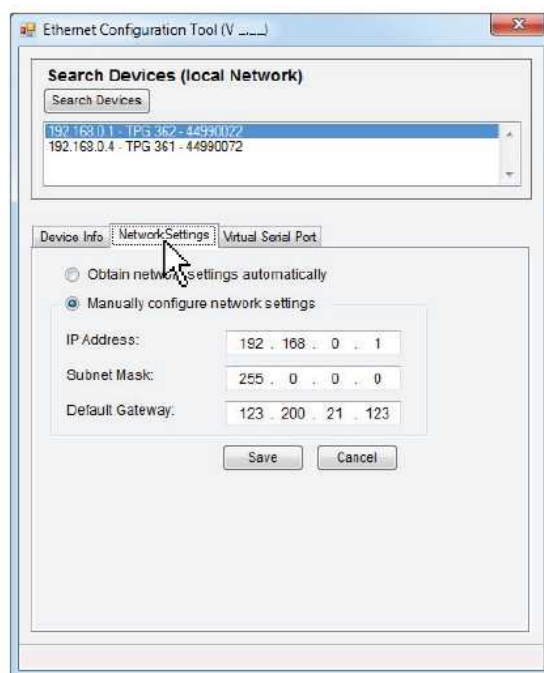 Ethernet Configuration Tool (V _.__)
Search Devices (local Network)
Search Devices
192.168.0.1 - TPG 362 - 44990022
192.168.0.4 - TPG 361 - 44990072
Device Info Network Settings Virtual Serial Port
Obtain network settings automatically
Manually configure network settings
IP Address: 192 . 168 . 0 . 1
Subnet Mask: 255 . 0 . 0 . 0
Default Gateway: 123 . 200 . 21 . 123
Save Cancel